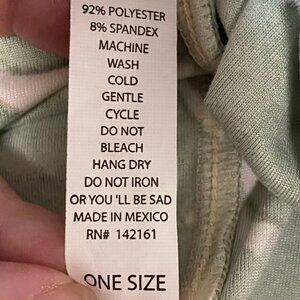 92% POLYESTER
8% SPANDEX
MACHINE
WASH
COLD
GENTLE
CYCLE
DO NOT
BLEACH
HANG DRY
DO NOT IRON
OR YOU 'LL BE SAD
MADE IN MEXICO
RN# 142161
ONE SIZE